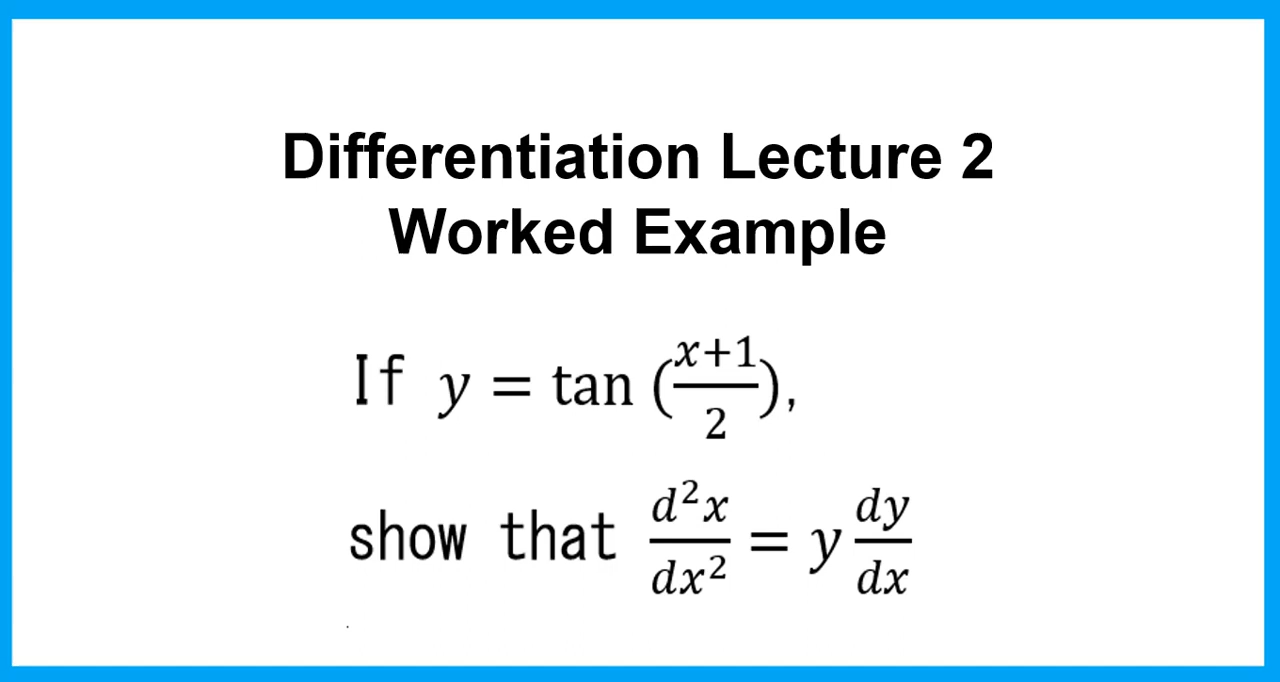 Differentiation Lecture 2
Worked Example
If y = tan (x+1/2),
show that d²x/dx² = y dy/dx